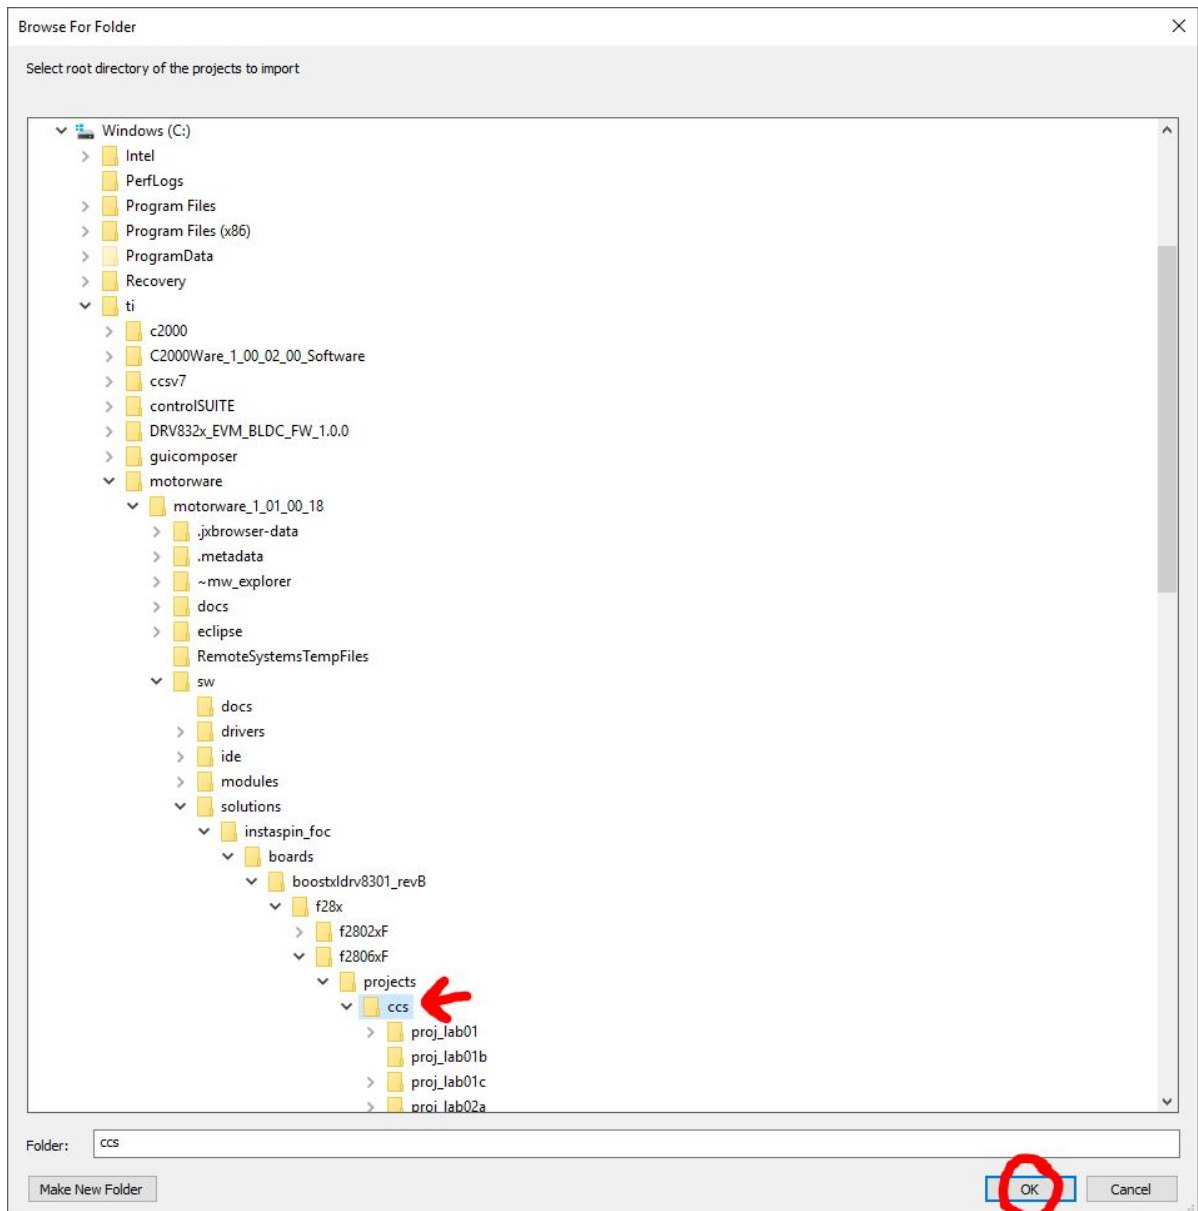 Browse For Folder
Select root directory of the projects to import
Windows (C:)
Intel
PerfLogs
Program Files
Program Files (x86)
ProgramData
Recovery
ti
c2000
C2000Ware_1_00_02_00_Software
ccsv7
controlSUITE
DRV832x_EVM_BLDC_FW_1.0.0
guicomposer
motorware
motorware_1_01_00_18
.jxbrowser-data
.metadata
~mw_explorer
docs
eclipse
RemoteSystemsTempFiles
sw
docs
drivers
ide
modules
solutions
instaspin_foc
boards
boostxldrv8301_revB
f28x
f2802xF
f2806xF
projects
ccs
proj_lab01
proj_lab01b
proj_lab01c
proj_lab02a
Folder: ccs
Make New Folder OK Cancel